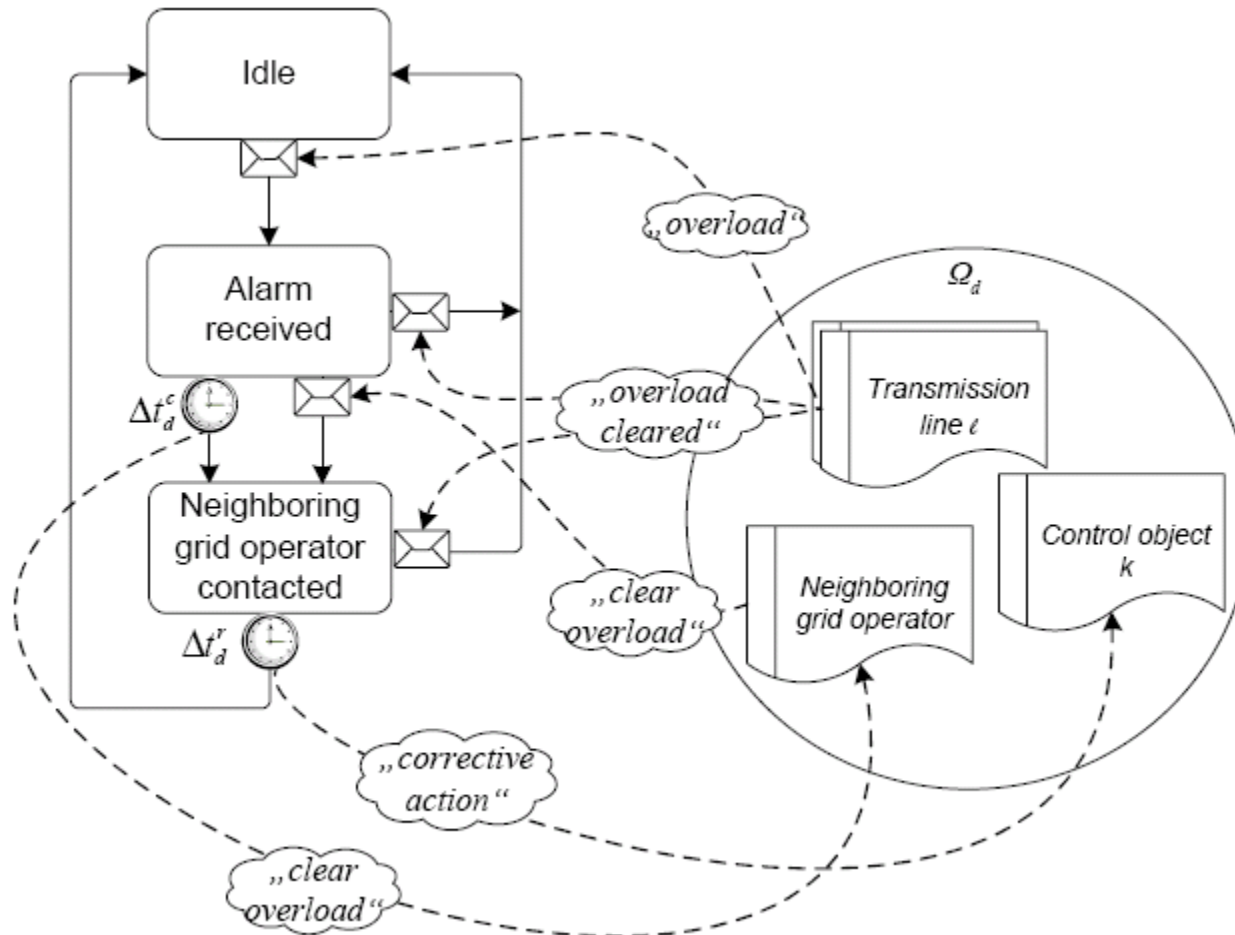 Idle
„overload“
Ω_d
Alarm
received
Transmission
line ℓ
„overload
cleared“
Δt_d^c
Neighboring
grid operator
contacted
Control object
k
Neighboring
grid operator
„clear
overload“
Δt_d^r
„corrective
action“
„clear
overload“